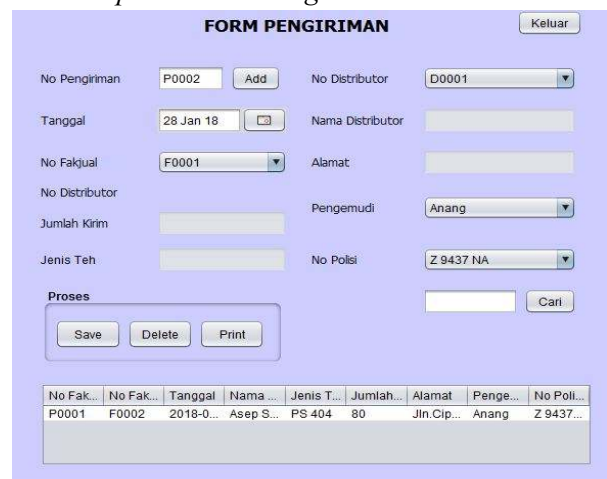 FORM PENGIRIMAN
Keluar
No Pengiriman P0002 Add No Distributor D0001
Tanggal 28 Jan 18 Nama Distributor
No Fakjual F0001 Alamat
No Distributor
Pengemudi Anang
Jumlah Kirim
Jenis Teh No Polisi Z 9437 NA
Proses
Cari
Save Delete Print
No Fak... No Fak... Tanggal Nama ... Jenis T... Jumlah... Alamat Penge... No Poli...
P0001 F0002 2018-0... Asep S... PS 404 80 Jln.Cip... Anang Z 9437...